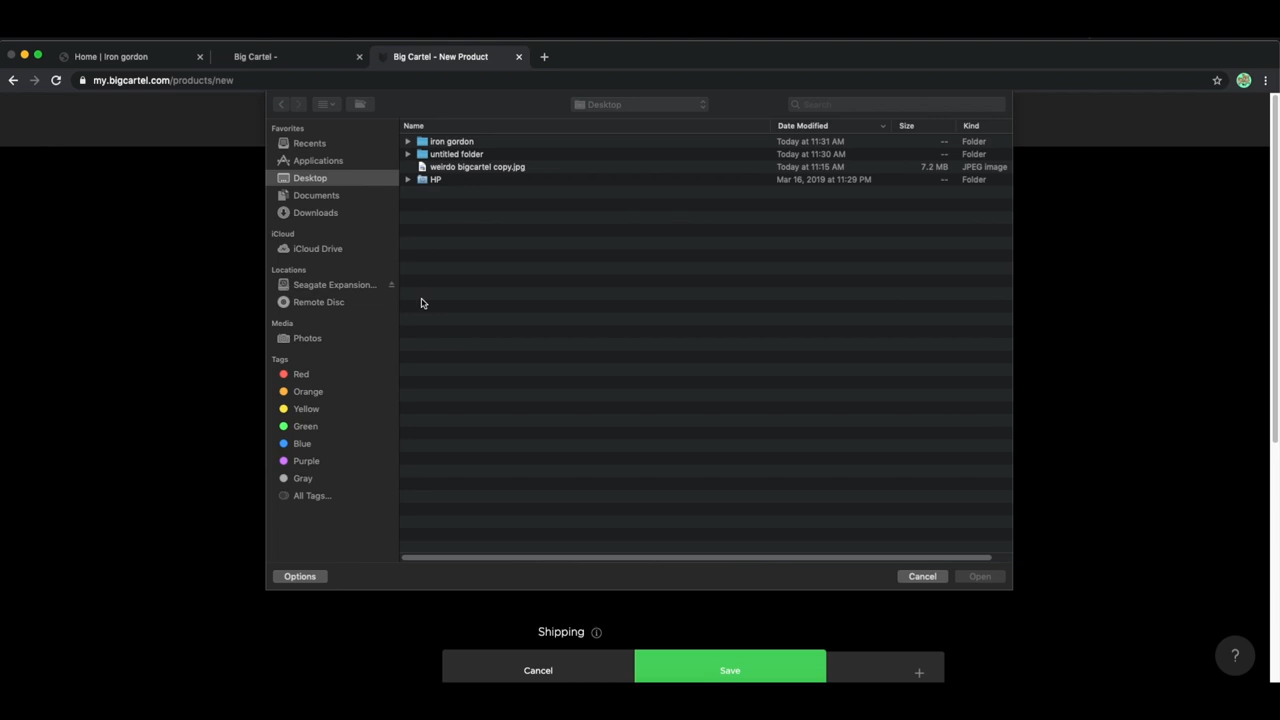 Home | Iron gordon
Big Cartel -
Big Cartel - New Product
my.bigcartel.com/products/new
Desktop
Search
Favorites
Recents
Applications
Desktop
Documents
Downloads
iCloud
iCloud Drive
Locations
Seagate Expansion...
Remote Disc
Media
Photos
Tags
Red
Orange
Yellow
Green
Blue
Purple
Gray
All Tags...
Name Date Modified Size Kind
iron gordon Today at 11:31 AM -- Folder
untitled folder Today at 11:30 AM -- Folder
weirdo bigcartel copy.jpg Today at 11:15 AM 7.2 MB JPEG image
HP Mar 16, 2019 at 11:29 PM -- Folder
Options Cancel Open
Shipping
Cancel Save +
?